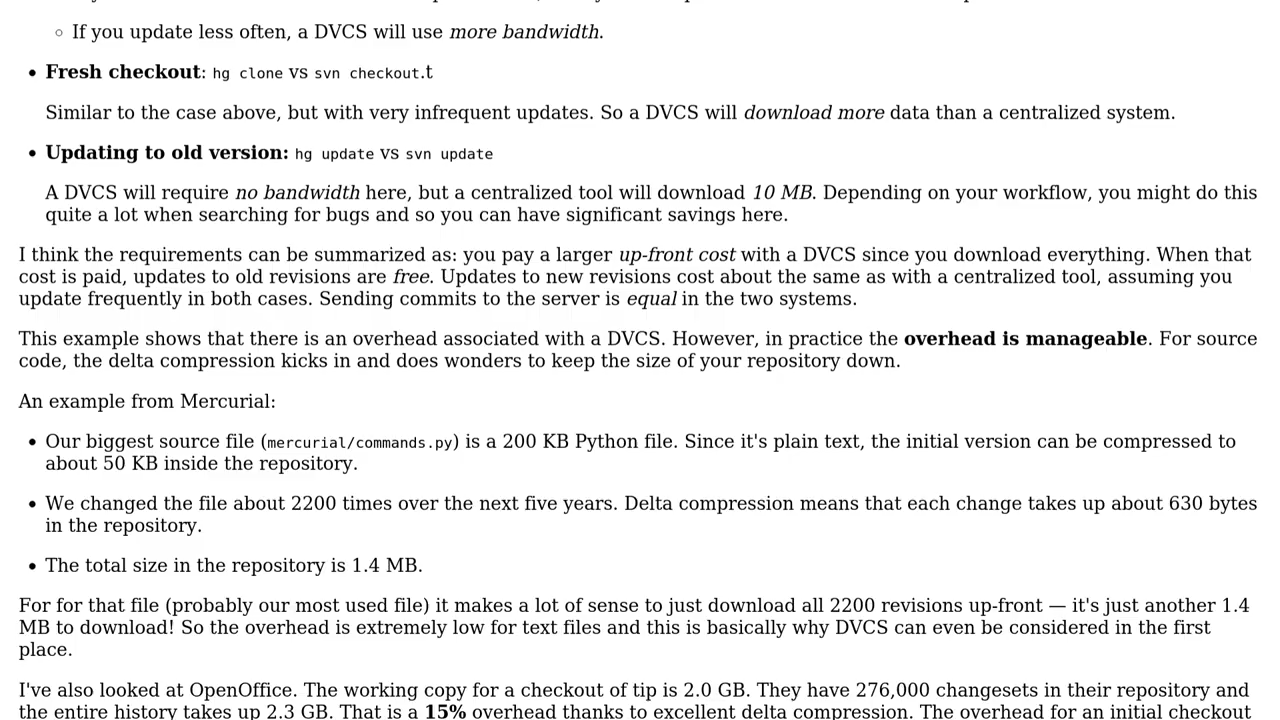 If you update less often, a DVCS will use more bandwidth.
Fresh checkout: hg clone VS svn checkout.t
Similar to the case above, but with very infrequent updates. So a DVCS will download more data than a centralized system.
Updating to old version: hg update VS svn update
A DVCS will require no bandwidth here, but a centralized tool will download 10 MB. Depending on your workflow, you might do this
quite a lot when searching for bugs and so you can have significant savings here.
I think the requirements can be summarized as: you pay a larger up-front cost with a DVCS since you download everything. When that
cost is paid, updates to old revisions are free. Updates to new revisions cost about the same as with a centralized tool, assuming you
update frequently in both cases. Sending commits to the server is equal in the two systems.
This example shows that there is an overhead associated with a DVCS. However, in practice the overhead is manageable. For source
code, the delta compression kicks in and does wonders to keep the size of your repository down.
An example from Mercurial:
Our biggest source file (mercurial/commands.py) is a 200 KB Python file. Since it's plain text, the initial version can be compressed to
about 50 KB inside the repository.
We changed the file about 2200 times over the next five years. Delta compression means that each change takes up about 630 bytes
in the repository.
The total size in the repository is 1.4 MB.
For for that file (probably our most used file) it makes a lot of sense to just download all 2200 revisions up-front — it's just another 1.4
MB to download! So the overhead is extremely low for text files and this is basically why DVCS can even be considered in the first
place.
I've also looked at OpenOffice. The working copy for a checkout of tip is 2.0 GB. They have 276,000 changesets in their repository and
the entire history takes up 2.3 GB. That is a 15% overhead thanks to excellent delta compression. The overhead for an initial checkout